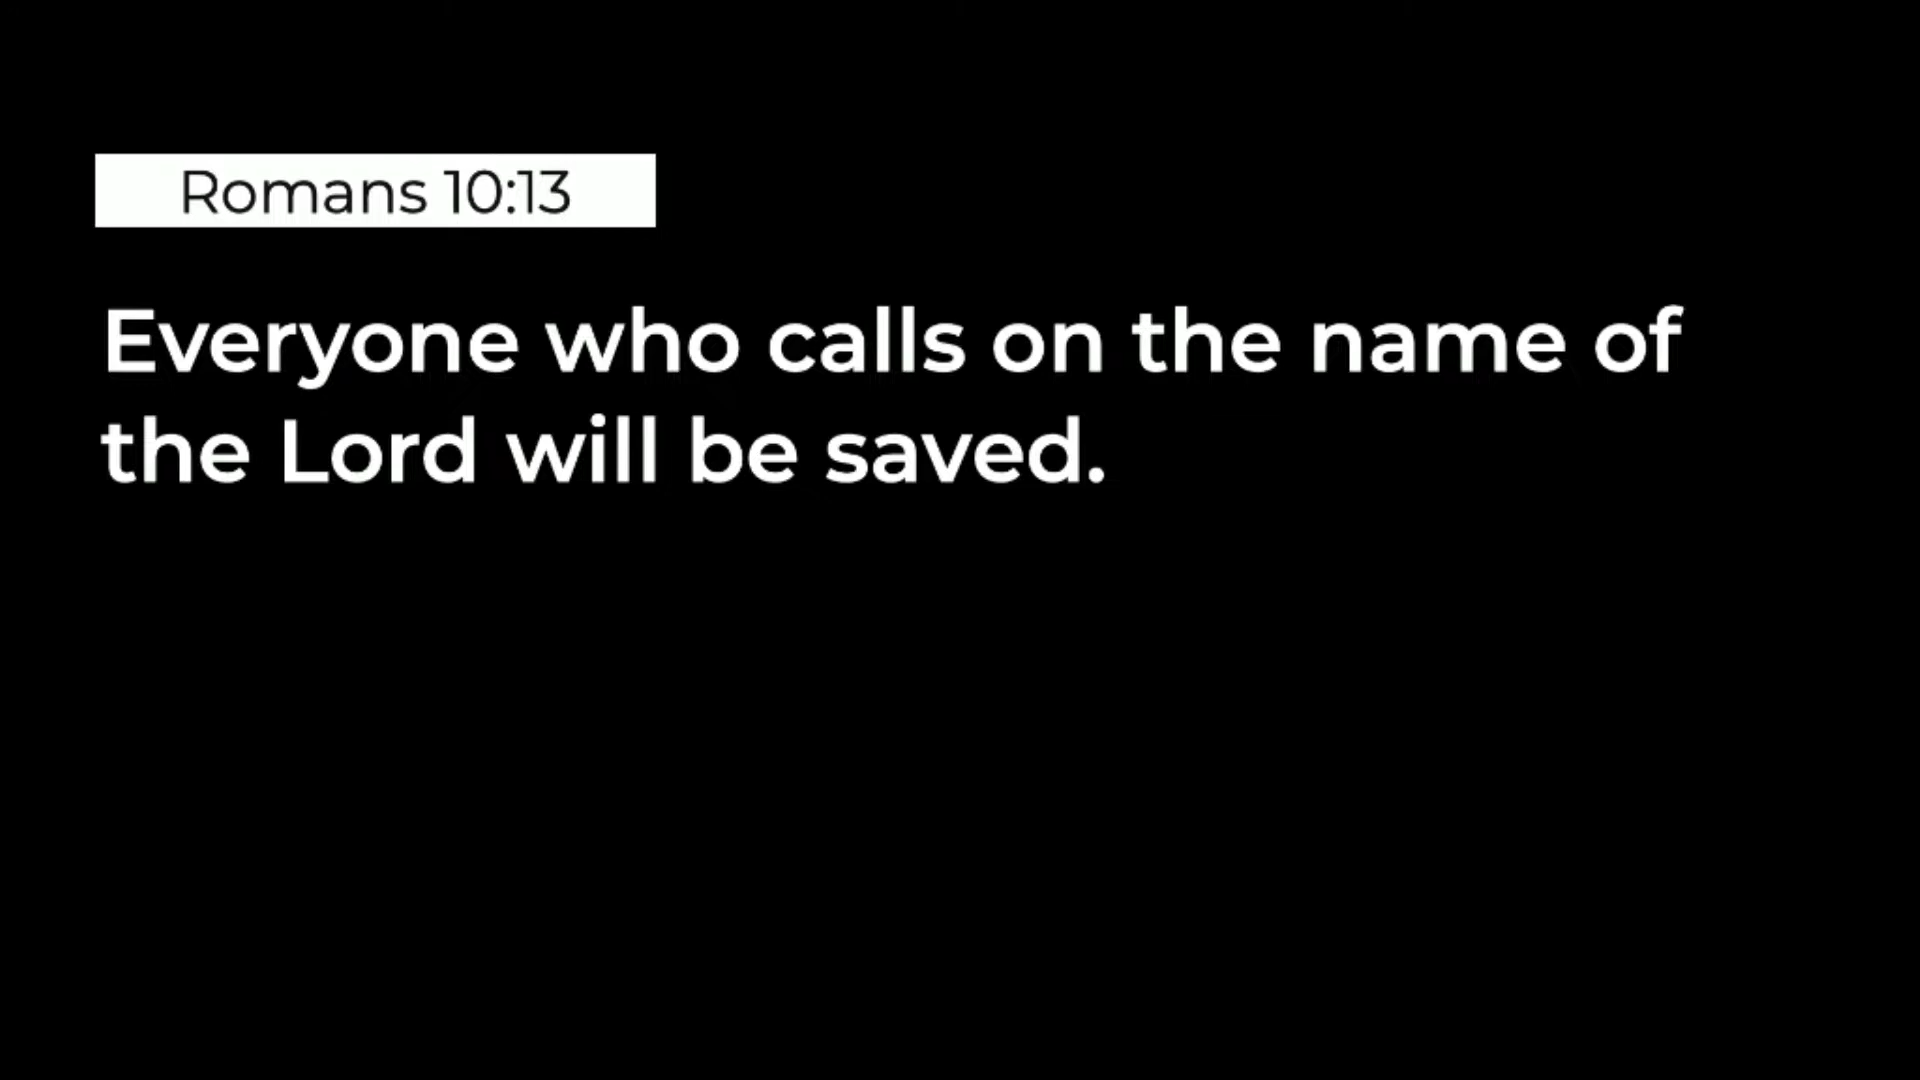 Romans 10:13
Everyone who calls on the name of
the Lord will be saved.